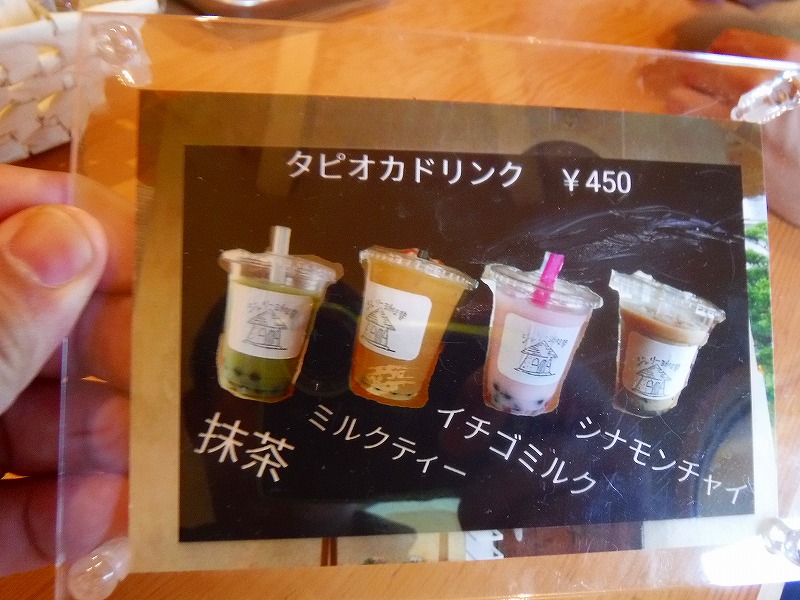 タピオカドリンク ￥450
抹茶
ミルクティー
イチゴミルク
シナモンチャイ